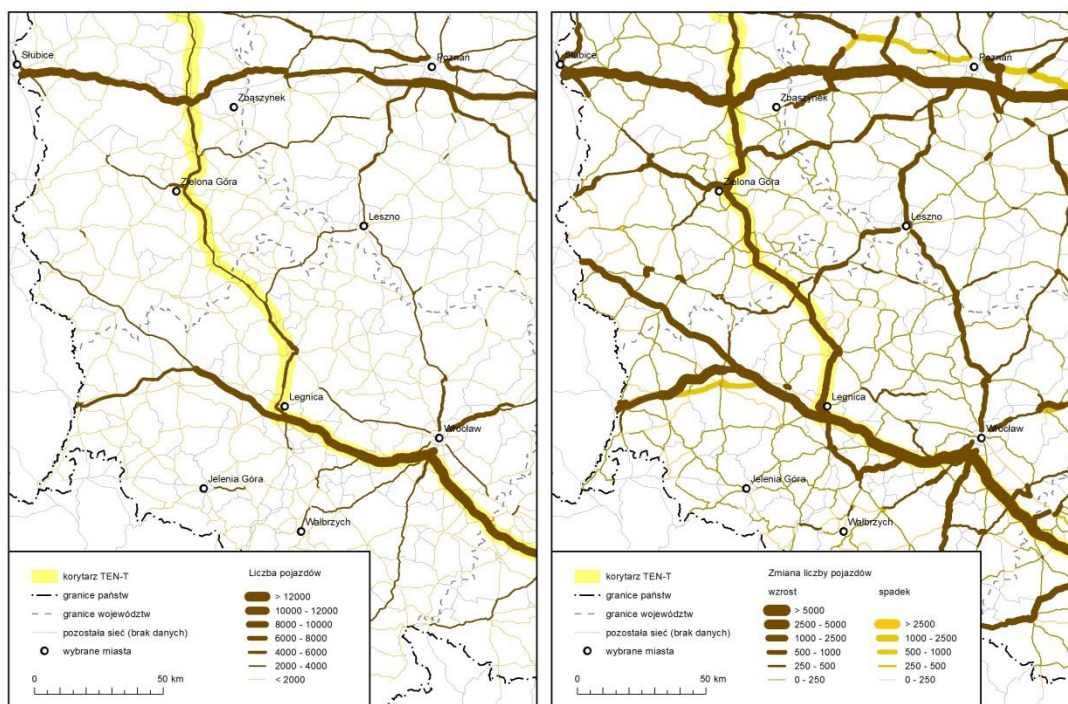 Słubice
Poznań
Zbąszynek
Zielona Góra
Leszno
Legnica
Wrocław
Jelenia Góra
Wałbrzych
korytarz TEN-T
granice państw
granice województw
pozostała sieć (brak danych)
wybrane miasta
0 50 km
Liczba pojazdów
> 12000
10000 - 12000
8000 - 10000
6000 - 8000
4000 - 6000
2000 - 4000
< 2000
Słubice
Poznań
Zbąszynek
Zielona Góra
Leszno
Legnica
Wrocław
Jelenia Góra
Wałbrzych
korytarz TEN-T
granice państw
granice województw
pozostała sieć (brak danych)
wybrane miasta
0 50 km
Zmiana liczby pojazdów
wzrost
> 5000
2500 - 5000
1000 - 2500
500 - 1000
250 - 500
0 - 250
spadek
> 2500
1000 - 2500
500 - 1000
250 - 500
0 - 250